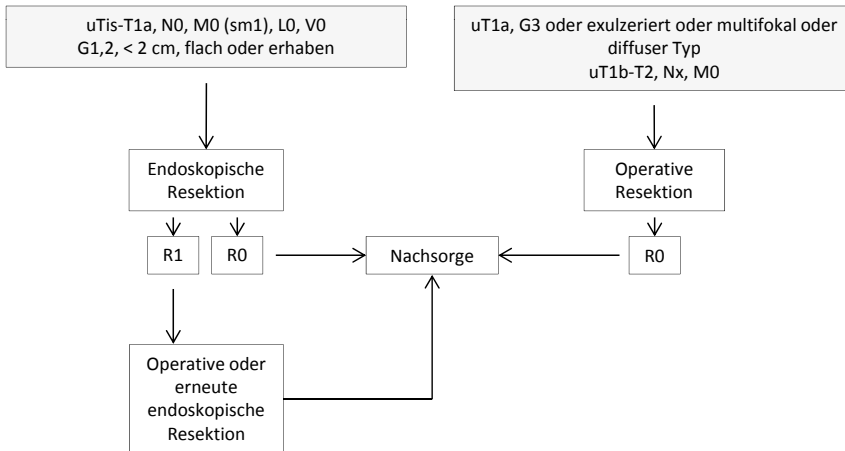 uTis-T1a, N0, M0 (sm1), L0, V0
G1,2, < 2 cm, flach oder erhaben
uT1a, G3 oder exulzeriert oder multifokal oder
diffuser Typ
uT1b-T2, Nx, M0
Endoskopische
Resektion
Operative
Resektion
R1
R0
Nachsorge
R0
Operative oder
erneute
endoskopische
Resektion